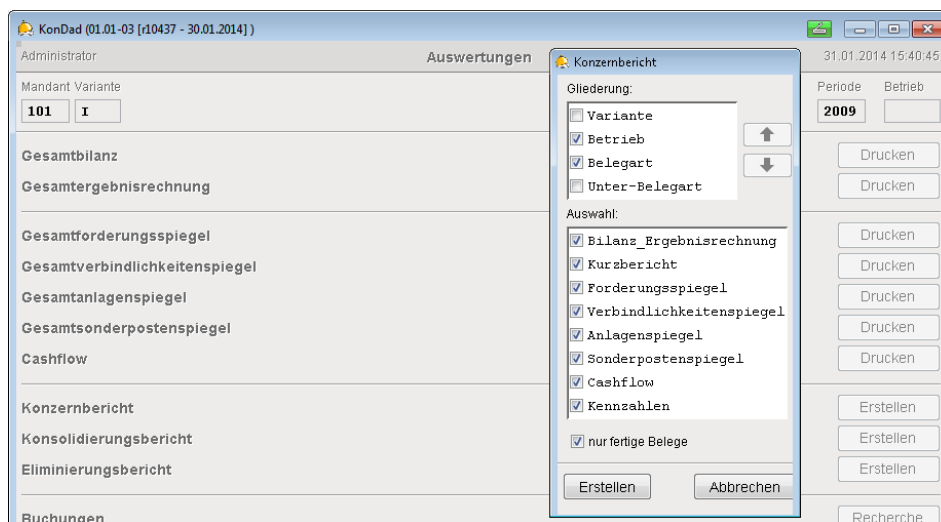 KonDad (01.01-03 [r10437 - 30.01.2014] )
Administrator
Auswertungen
31.01.2014 15:40:45
Mandant Variante
Periode Betrieb
101 I
2009
Gesamtbilanz
Drucken
Gesamtergebnisrechnung
Drucken
Gesamtforderungsspiegel
Drucken
Gesamtverbindlichkeitenspiegel
Drucken
Gesamtanlagenspiegel
Drucken
Gesamtsonderpostenspiegel
Drucken
Cashflow
Drucken
Konzernbericht
Erstellen
Konsolidierungsbericht
Erstellen
Eliminierungsbericht
Erstellen
Buchungen
Recherche
Konzernbericht
Gliederung:
Variante
Betrieb
Belegart
Unter-Belegart
Auswahl:
Bilanz_Ergebnisrechnung
Kurzbericht
Forderungsspiegel
Verbindlichkeitenspiegel
Anlagenspiegel
Sonderpostenspiegel
Cashflow
Kennzahlen
nur fertige Belege
Erstellen Abbrechen